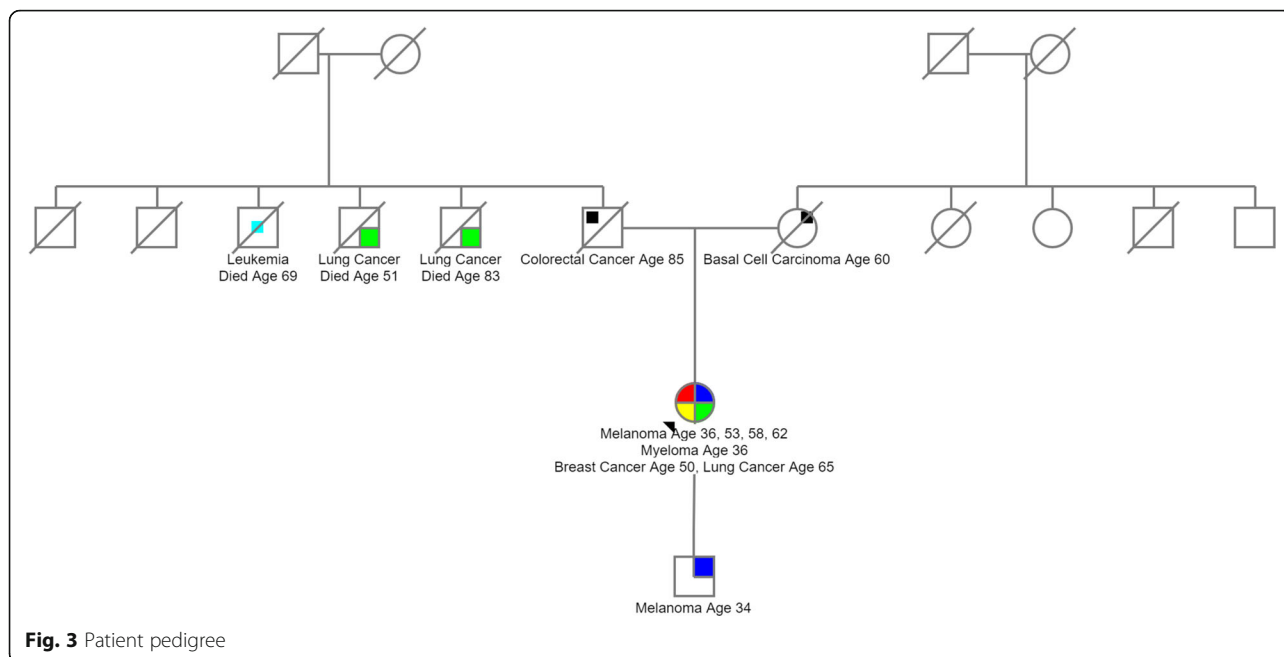 Leukemia
Died Age 69
Lung Cancer
Died Age 51
Lung Cancer
Died Age 83
Colorectal Cancer Age 85
Basal Cell Carcinoma Age 60
Melanoma Age 36, 53, 58, 62
Myeloma Age 36
Breast Cancer Age 50, Lung Cancer Age 65
Melanoma Age 34
Fig. 3 Patient pedigree